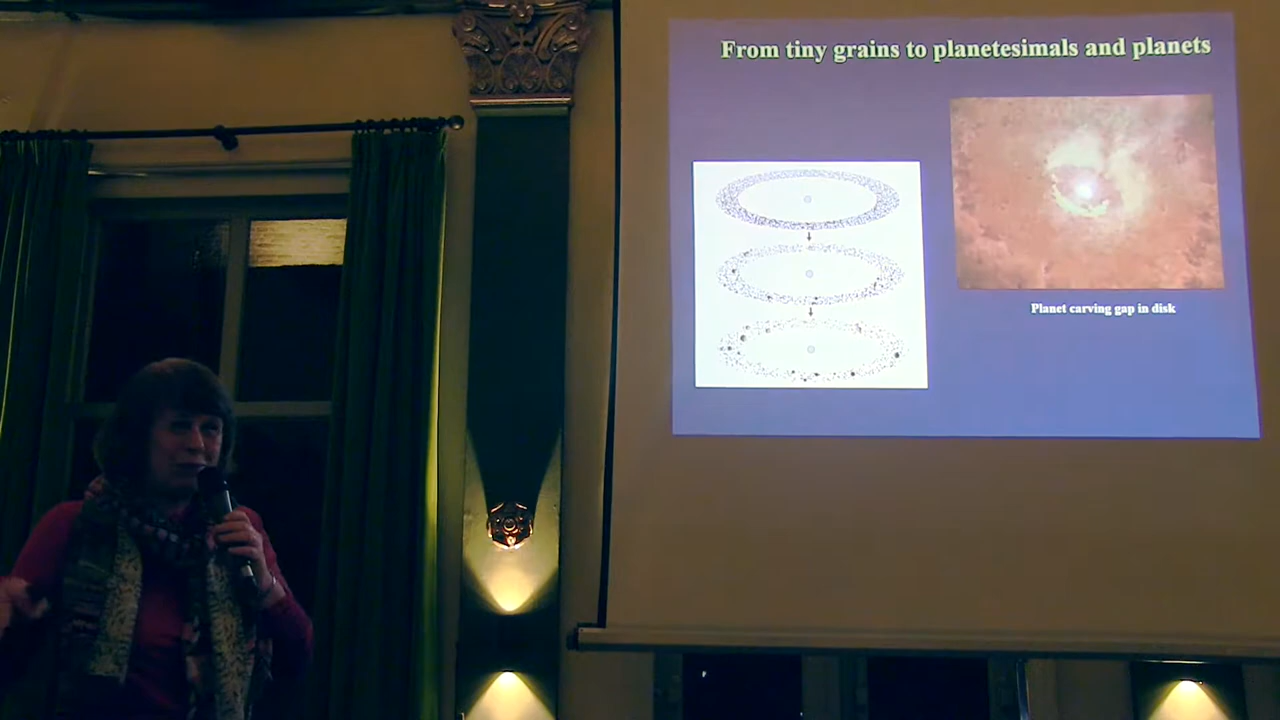 From tiny grains to planetesimals and planets
Planet carving gap in disk